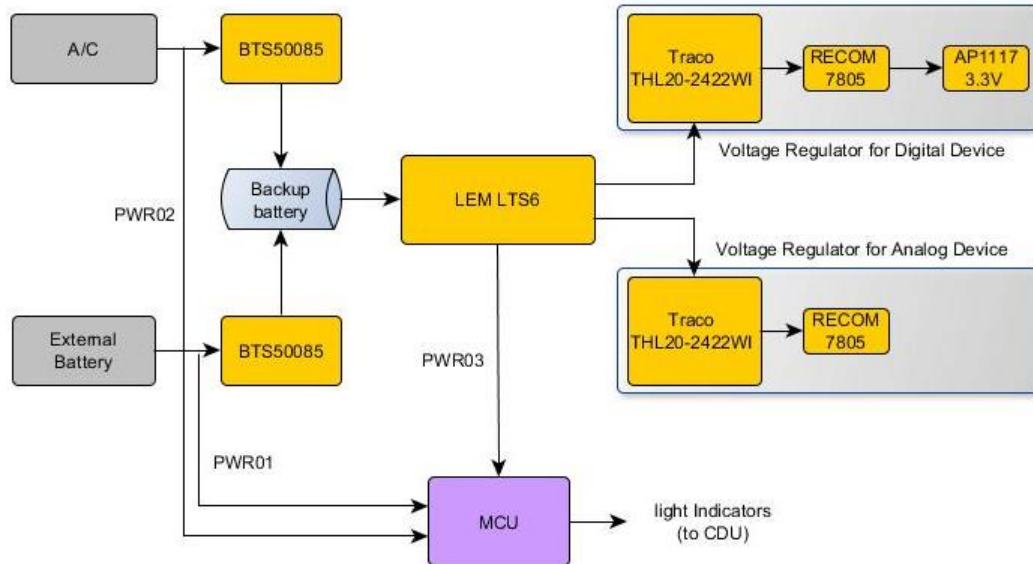 A/C
BTS50085
Traco
THL20-2422WI
RECOM
7805
AP1117
3.3V
Voltage Regulator for Digital Device
Backup
battery
LEM LTS6
PWR02
Voltage Regulator for Analog Device
External
Battery
BTS50085
Traco
THL20-2422WI
RECOM
7805
PWR03
PWR01
MCU
light Indicators
(to CDU)